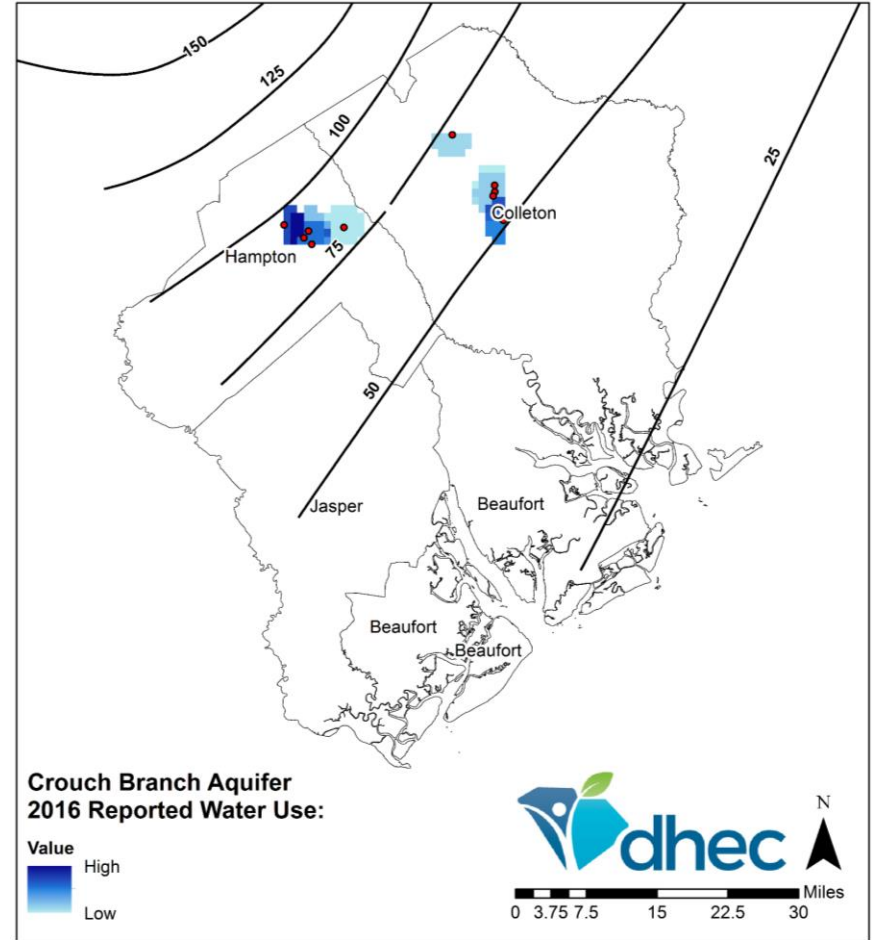 150
125
100
25
Colleton
75
Hampton
50
Jasper
Beaufort
Beaufort
Beaufort
Crouch Branch Aquifer
2016 Reported Water Use:
Value
High
Low
dhec
N
Miles
0 3.75 7.5 15 22.5 30